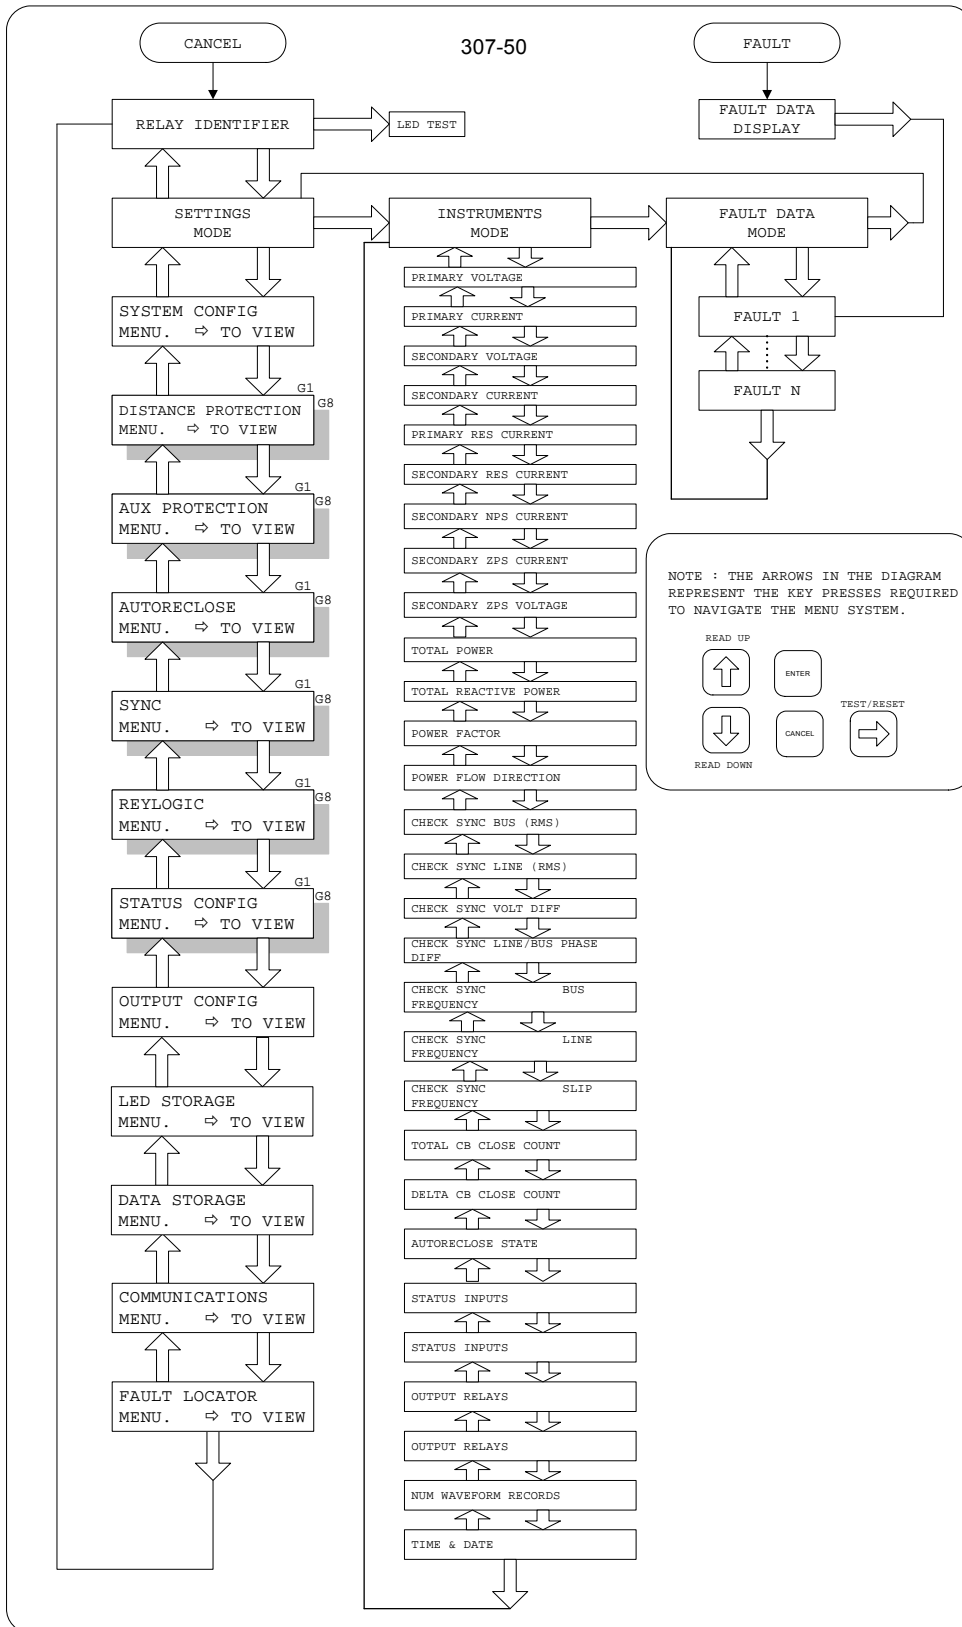 CANCEL
307-50
FAULT
RELAY IDENTIFIER
LED TEST
FAULT DATA
DISPLAY
SETTINGS
MODE
INSTRUMENTS
MODE
FAULT DATA
MODE
SYSTEM CONFIG
MENU. ⇨ TO VIEW
G1
G8
DISTANCE PROTECTION
MENU. ⇨ TO VIEW
G1
G8
AUX PROTECTION
MENU. ⇨ TO VIEW
G1
G8
AUTORECLOSE
MENU. ⇨ TO VIEW
G1
G8
SYNC
MENU. ⇨ TO VIEW
G1
G8
REYLOGIC
MENU. ⇨ TO VIEW
G1
G8
STATUS CONFIG
MENU. ⇨ TO VIEW
OUTPUT CONFIG
MENU. ⇨ TO VIEW
LED STORAGE
MENU. ⇨ TO VIEW
DATA STORAGE
MENU. ⇨ TO VIEW
COMMUNICATIONS
MENU. ⇨ TO VIEW
FAULT LOCATOR
MENU. ⇨ TO VIEW
PRIMARY VOLTAGE
PRIMARY CURRENT
SECONDARY VOLTAGE
SECONDARY CURRENT
PRIMARY RES CURRENT
SECONDARY RES CURRENT
SECONDARY NPS CURRENT
SECONDARY ZPS CURRENT
SECONDARY ZPS VOLTAGE
TOTAL POWER
TOTAL REACTIVE POWER
POWER FACTOR
POWER FLOW DIRECTION
CHECK SYNC BUS (RMS)
CHECK SYNC LINE (RMS)
CHECK SYNC VOLT DIFF
CHECK SYNC LINE/BUS PHASE
DIFF
CHECK SYNC BUS
FREQUENCY
CHECK SYNC LINE
FREQUENCY
CHECK SYNC SLIP
FREQUENCY
TOTAL CB CLOSE COUNT
DELTA CB CLOSE COUNT
AUTORECLOSE STATE
STATUS INPUTS
STATUS INPUTS
OUTPUT RELAYS
OUTPUT RELAYS
NUM WAVEFORM RECORDS
TIME & DATE
FAULT 1
FAULT N
NOTE : THE ARROWS IN THE DIAGRAM
REPRESENT THE KEY PRESSES REQUIRED
TO NAVIGATE THE MENU SYSTEM.
READ UP
ENTER
TEST/RESET
CANCEL
READ DOWN